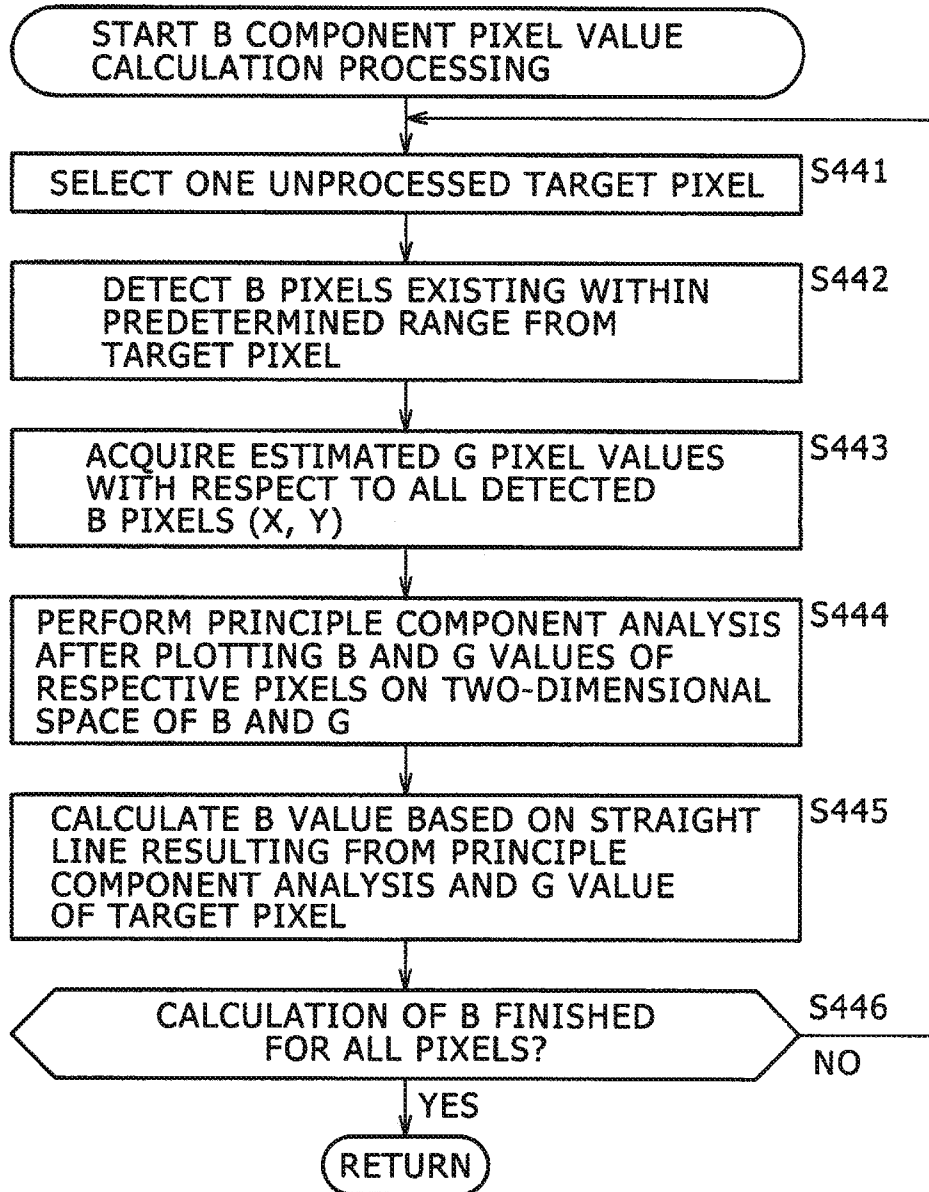 START B COMPONENT PIXEL VALUE
CALCULATION PROCESSING
SELECT ONE UNPROCESSED TARGET PIXEL
S441
DETECT B PIXELS EXISTING WITHIN
PREDETERMINED RANGE FROM
TARGET PIXEL
S442
ACQUIRE ESTIMATED G PIXEL VALUES
WITH RESPECT TO ALL DETECTED
B PIXELS (X, Y)
S443
PERFORM PRINCIPLE COMPONENT ANALYSIS
AFTER PLOTTING B AND G VALUES OF
RESPECTIVE PIXELS ON TWO-DIMENSIONAL
SPACE OF B AND G
S444
CALCULATE B VALUE BASED ON STRAIGHT
LINE RESULTING FROM PRINCIPLE
COMPONENT ANALYSIS AND G VALUE
OF TARGET PIXEL
S445
CALCULATION OF B FINISHED
FOR ALL PIXELS?
S446
NO
YES
RETURN